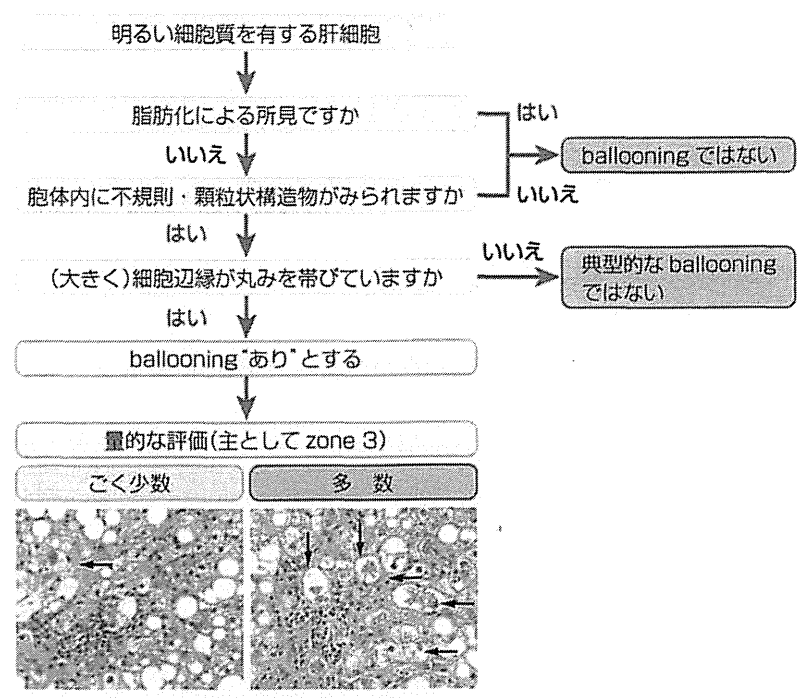 明るい細胞質を有する肝細胞
脂肪化による所見ですか
はい
いいえ
ballooning ではない
胞体内に不規則・顆粒状構造物がみられますか
いいえ
はい
いいえ
(大きく)細胞辺縁が丸みを帯びていますか
典型的な ballooning
ではない
はい
ballooning“あり”とする
量的な評価(主として zone 3)
ごく少数
多 数